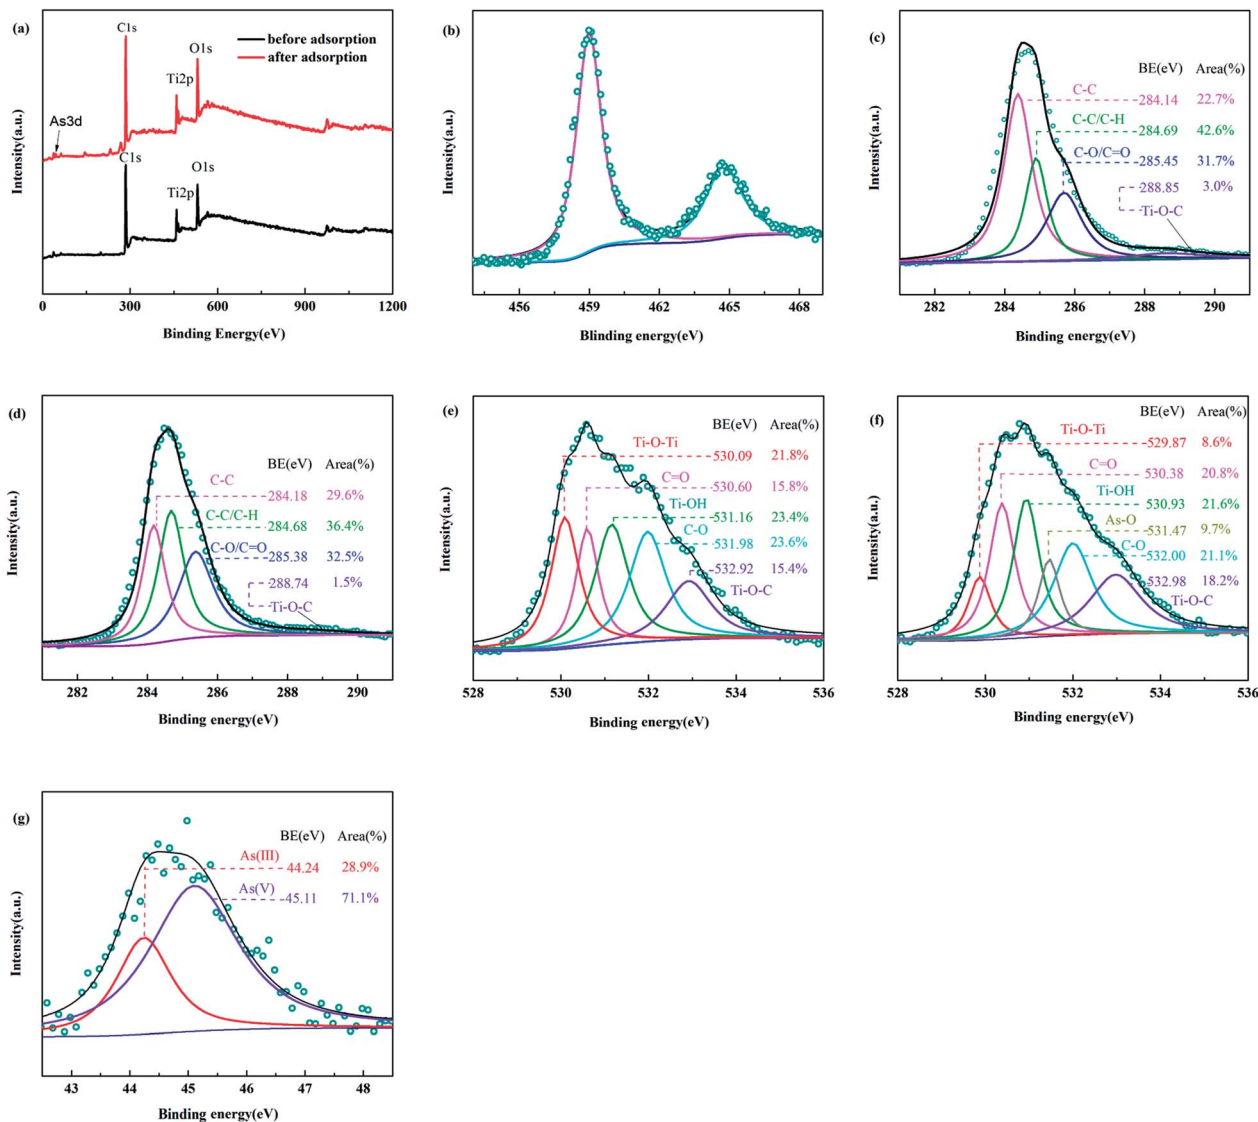 (a)
C1s
before adsorption
after adsorption
O1s
Ti2p
As3d
C1s
O1s
Ti2p
Intensity(a.u.)
0 300 600 900 1200
Binding Energy(eV)
(b)
Intensity(a.u.)
456 459 462 465 468
Blinding energy(eV)
(c)
BE(eV) Area(%)
C-C 284.14 22.7%
C-C/C-H 284.69 42.6%
C-O/C=O 285.45 31.7%
288.85 3.0%
Ti-O-C
Intensity(a.u.)
282 284 286 288 290
Binding energy(eV)
(d)
BE(eV) Area(%)
C-C 284.18 29.6%
C-C/C-H 284.68 36.4%
C-O/C=O 285.38 32.5%
288.74 1.5%
Ti-O-C
Intensity(a.u.)
282 284 286 288 290
Binding energy(eV)
(e)
BE(eV) Area(%)
Ti-O-Ti 530.09 21.8%
C=O 530.60 15.8%
Ti-OH 531.16 23.4%
C-O 531.98 23.6%
532.92 15.4%
Ti-O-C
Intensity(a.u.)
528 530 532 534 536
Binding energy(eV)
(f)
BE(eV) Area(%)
Ti-O-Ti 529.87 8.6%
C=O 530.38 20.8%
Ti-OH 530.93 21.6%
As-O 531.47 9.7%
C-O 532.00 21.1%
532.98 18.2%
Ti-O-C
Intensity(a.u.)
528 530 532 534 536
Binding energy(eV)
(g)
BE(eV) Area(%)
As(III) 44.24 28.9%
As(V) 45.11 71.1%
Intensity(a.u.)
43 44 45 46 47 48
Binding energy(eV)